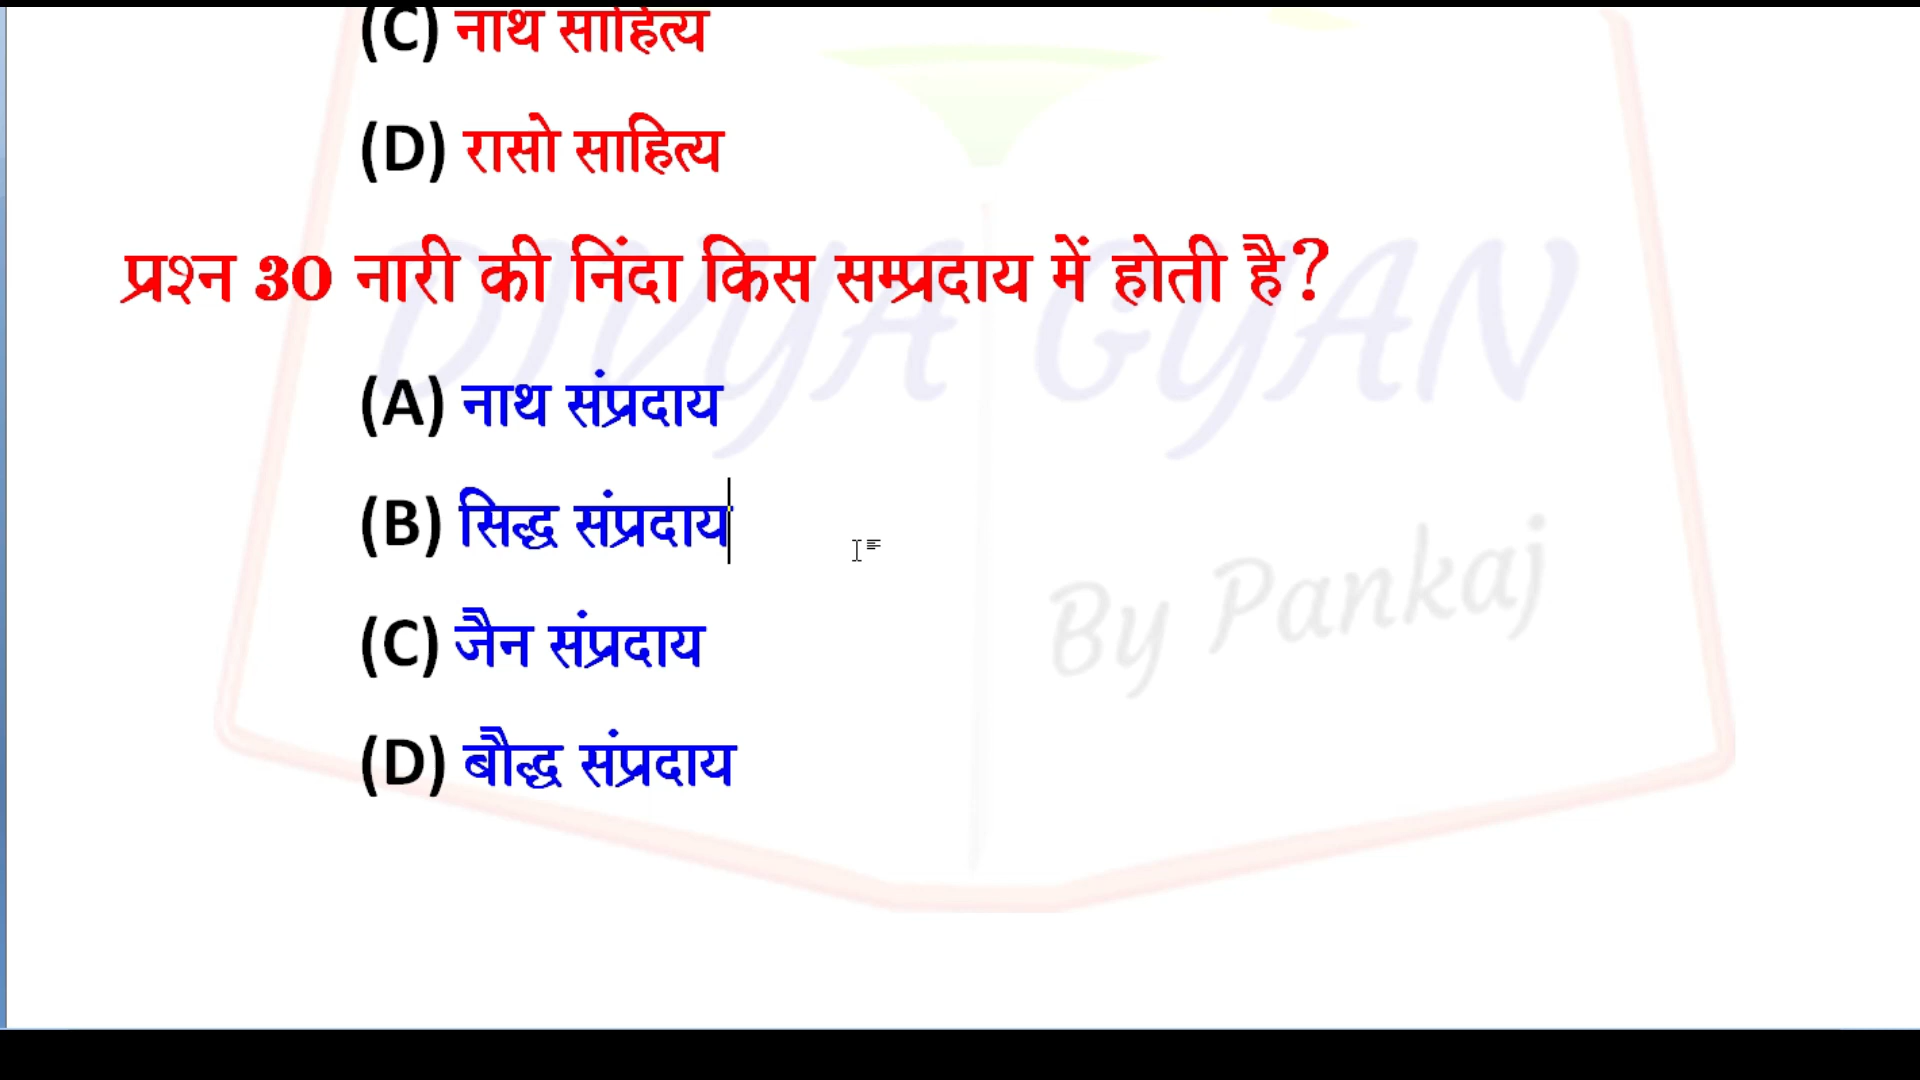 (C) नाथ साहित्य
(D) रासो साहित्य
प्रश्न 30 नारी की निंदा किस सम्प्रदाय में होती है?
DIVYA GYAN
(A) नाथ संप्रदाय
(B) सिद्ध संप्रदाय
By Pankaj
(C) जैन संप्रदाय
(D) बौद्ध संप्रदाय